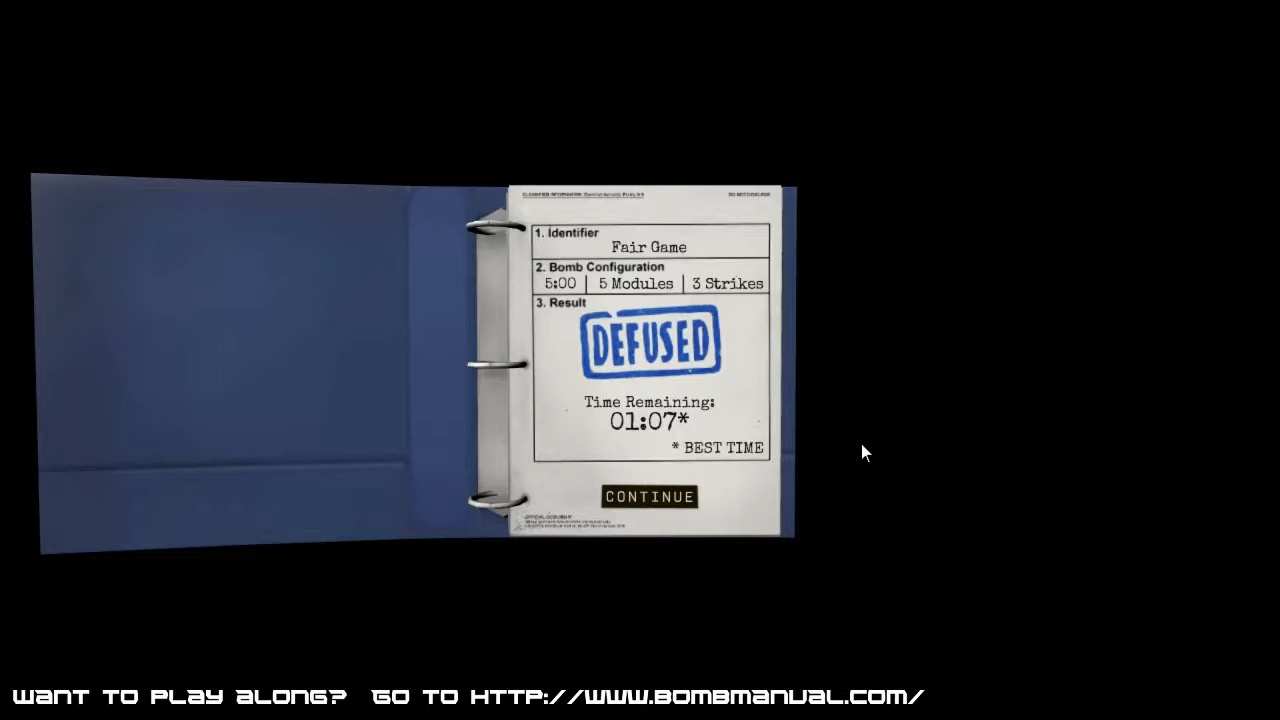 1. Identifier
Fair Game
2. Bomb Configuration
5:00 | 5 Modules | 3 Strikes
3. Result
DEFUSED
Time Remaining:
01:07*
* BEST TIME
CONTINUE
WANT TO PLAY ALONG? GO TO HTTP://WWW.BOMBMANUAL.COM/